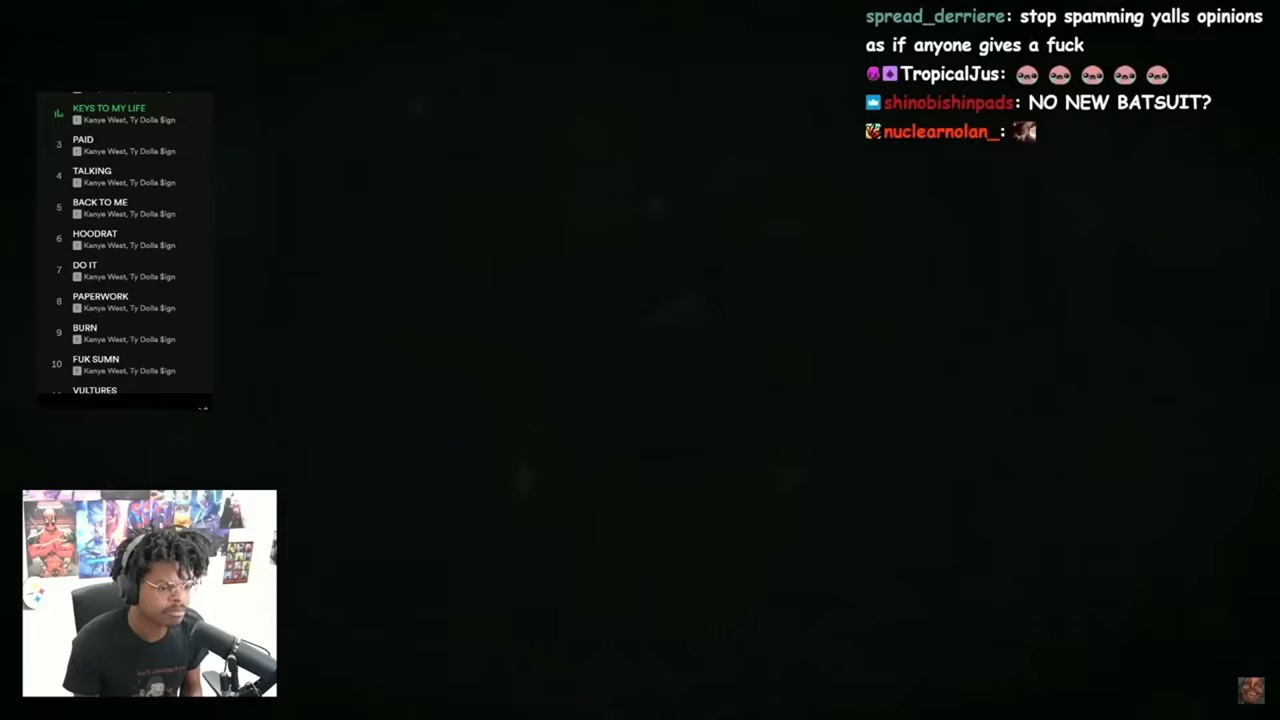 spread_derriere: stop spamming yalls opinions
as if anyone gives a fuck
TropicalJus:
shinobishinpads: NO NEW BATSUIT?
nuclearnolan_:
KEYS TO MY LIFE
Kanye West, Ty Dolla $ign
3 PAID
Kanye West, Ty Dolla $ign
4 TALKING
Kanye West, Ty Dolla $ign
5 BACK TO ME
Kanye West, Ty Dolla $ign
6 HOODRAT
Kanye West, Ty Dolla $ign
7 DO IT
Kanye West, Ty Dolla $ign
8 PAPERWORK
Kanye West, Ty Dolla $ign
9 BURN
Kanye West, Ty Dolla $ign
10 FUK SUMN
Kanye West, Ty Dolla $ign
VULTURES